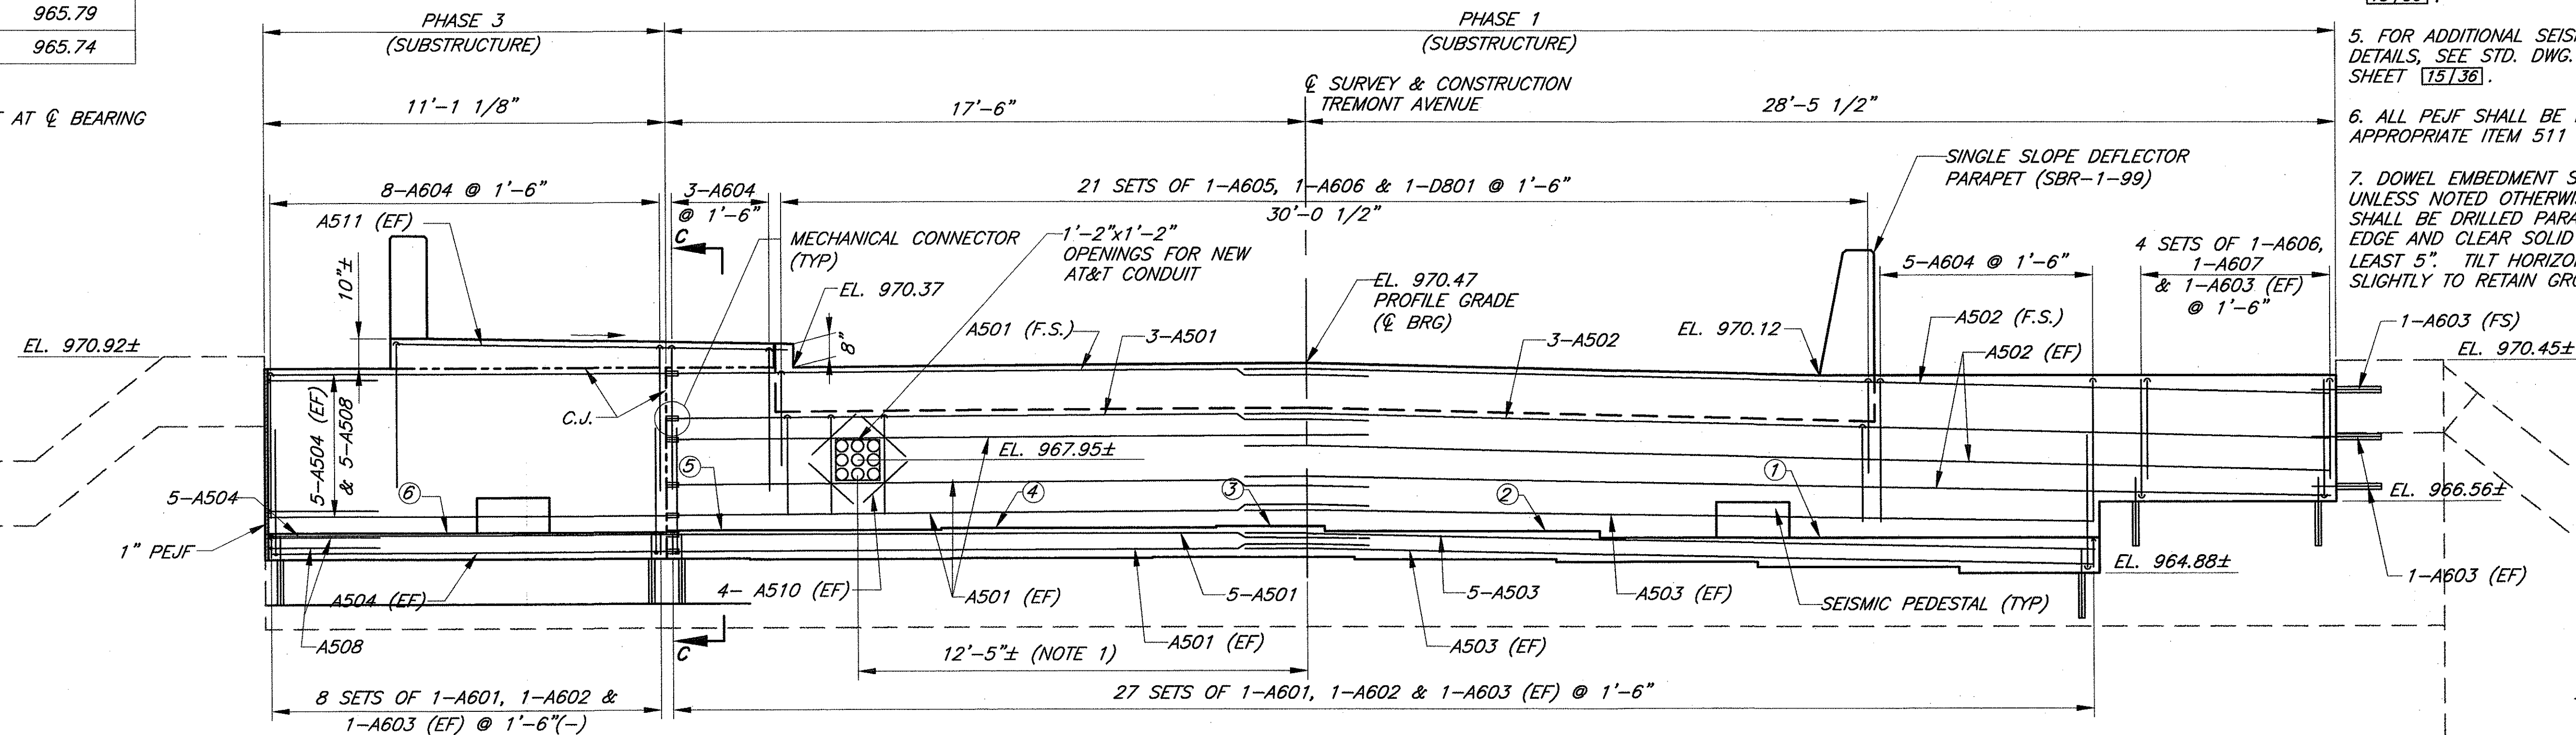 965.79
965.74
T AT ℄ BEARING
PHASE 3
(SUBSTRUCTURE)
PHASE 1
(SUBSTRUCTURE)
11'-1 1/8"
17'-6"
28'-5 1/2"
℄ SURVEY & CONSTRUCTION
TREMONT AVENUE
8-A604 @ 1'-6"
3-A604
@ 1'-6"
21 SETS OF 1-A605, 1-A606 & 1-D801 @ 1'-6"
30'-0 1/2"
SINGLE SLOPE DEFLECTOR
PARAPET (SBR-1-99)
5-A604 @ 1'-6"
4 SETS OF 1-A606,
1-A607
& 1-A603 (EF)
@ 1'-6"
5. FOR ADDITIONAL SEIS
DETAILS, SEE STD. DWG.
SHEET 15/36.
6. ALL PEJF SHALL BE
APPROPRIATE ITEM 511
7. DOWEL EMBEDMENT S
UNLESS NOTED OTHERWI
SHALL BE DRILLED PARA
EDGE AND CLEAR SOLID
LEAST 5". TILT HORIZO
SLIGHTLY TO RETAIN GRO
A511 (EF)
10"±
C
MECHANICAL CONNECTOR
(TYP)
1'-2"x1'-2"
OPENINGS FOR NEW
AT&T CONDUIT
EL. 970.37
8"
A501 (F.S.)
3-A501
EL. 970.47
PROFILE GRADE
(℄ BRG)
3-A502
EL. 970.12
A502 (F.S.)
A502 (EF)
1-A603 (FS)
EL. 970.45±
EL. 970.92±
5-A504 (EF)
& 5-A508
C.J.
EL. 967.95±
5-A504
6
5
4
3
2
1
EL. 966.56±
1" PEJF
A504 (EF)
A508
4- A510 (EF)
A501 (EF)
5-A501
A501 (EF)
5-A503
A503 (EF)
A503 (EF)
SEISMIC PEDESTAL (TYP)
EL. 964.88±
1-A603 (EF)
C
12'-5"± (NOTE 1)
8 SETS OF 1-A601, 1-A602 &
1-A603 (EF) @ 1'-6"(-)
27 SETS OF 1-A601, 1-A602 & 1-A603 (EF) @ 1'-6"